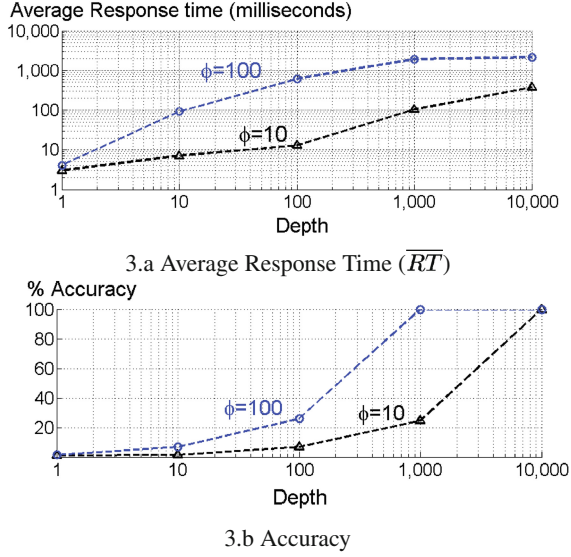 Average Response time (milliseconds)
10,000
1,000
100
10
1
ϕ=100
ϕ=10
1 10 100 1,000 10,000
Depth
3.a Average Response Time (RT)
% Accuracy
100
80
60
40
20
ϕ=100
ϕ=10
1 10 100 1,000 10,000
Depth
3.b Accuracy